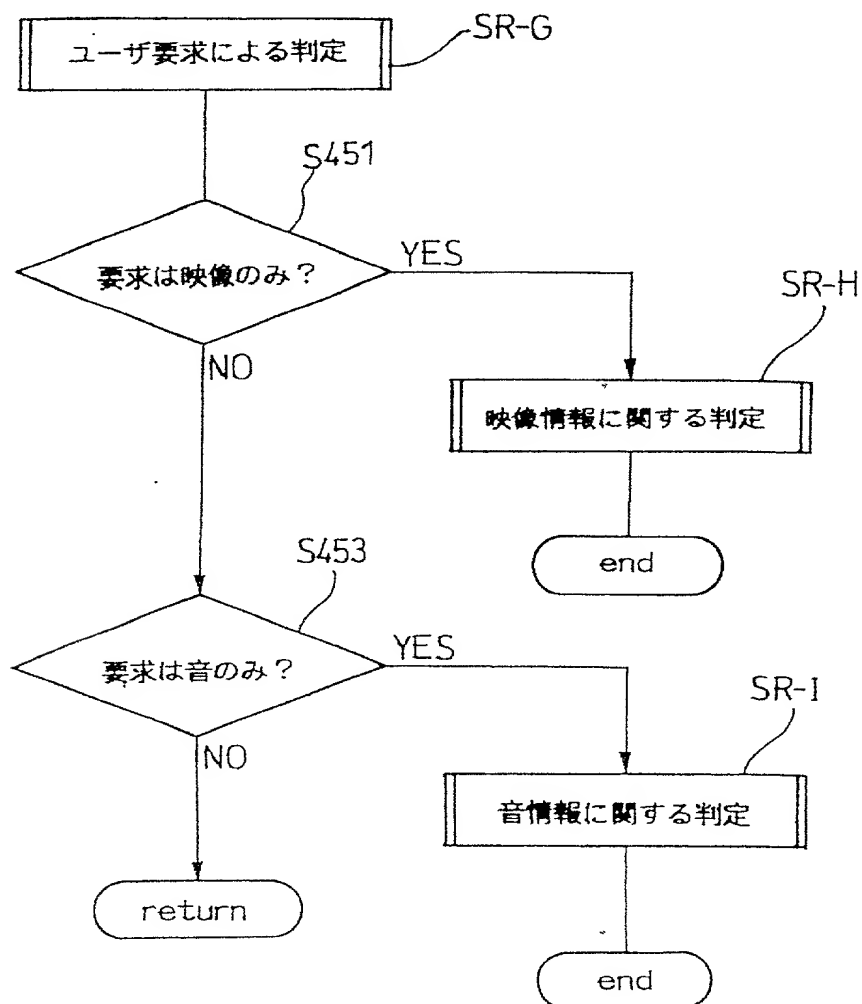 ユーザ要求による判定
SR-G
S451
要求は映像のみ？
YES
SR-H
NO
映像情報に関する判定
end
S453
要求は音のみ？
YES
SR-I
NO
音情報に関する判定
return
end